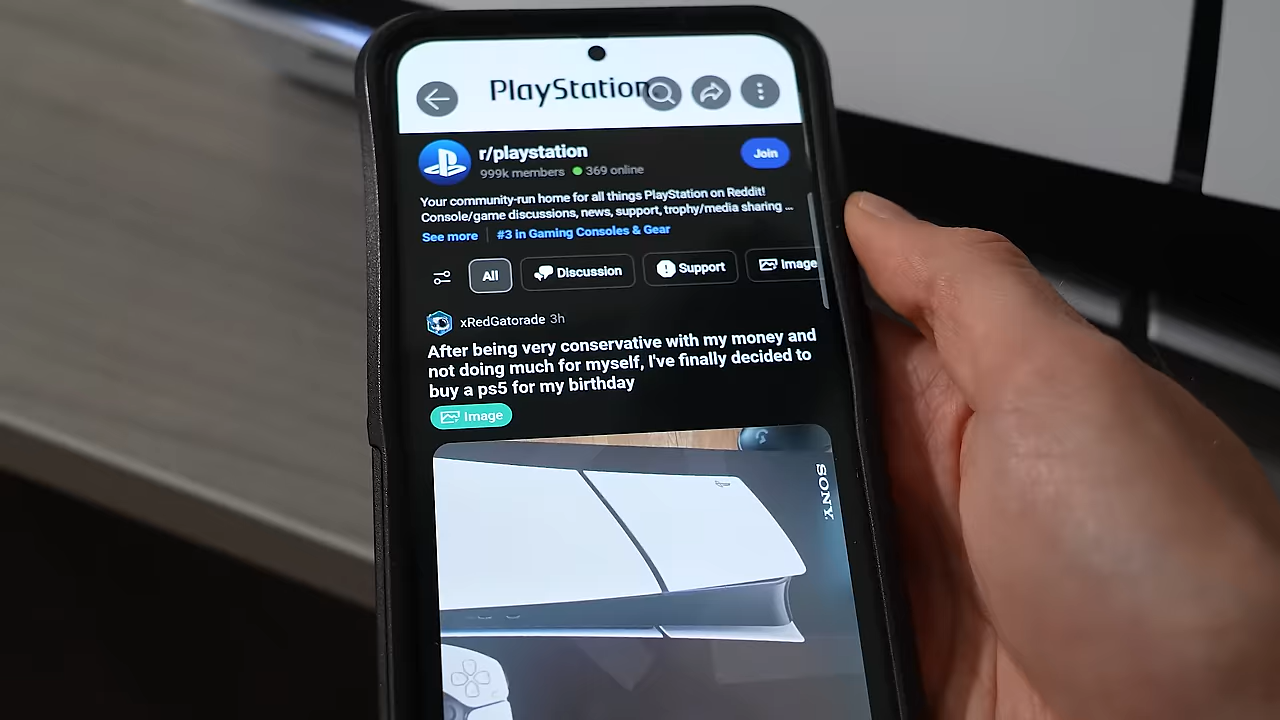 PlayStation
r/playstation
999k members 369 online
Join
Your community-run home for all things PlayStation on Reddit!
Console/game discussions, news, support, trophy/media sharing ...
See more #3 in Gaming Consoles & Gear
All Discussion Support Image
xRedGatorade 3h
After being very conservative with my money and
not doing much for myself, I've finally decided to
buy a ps5 for my birthday
Image
SONY